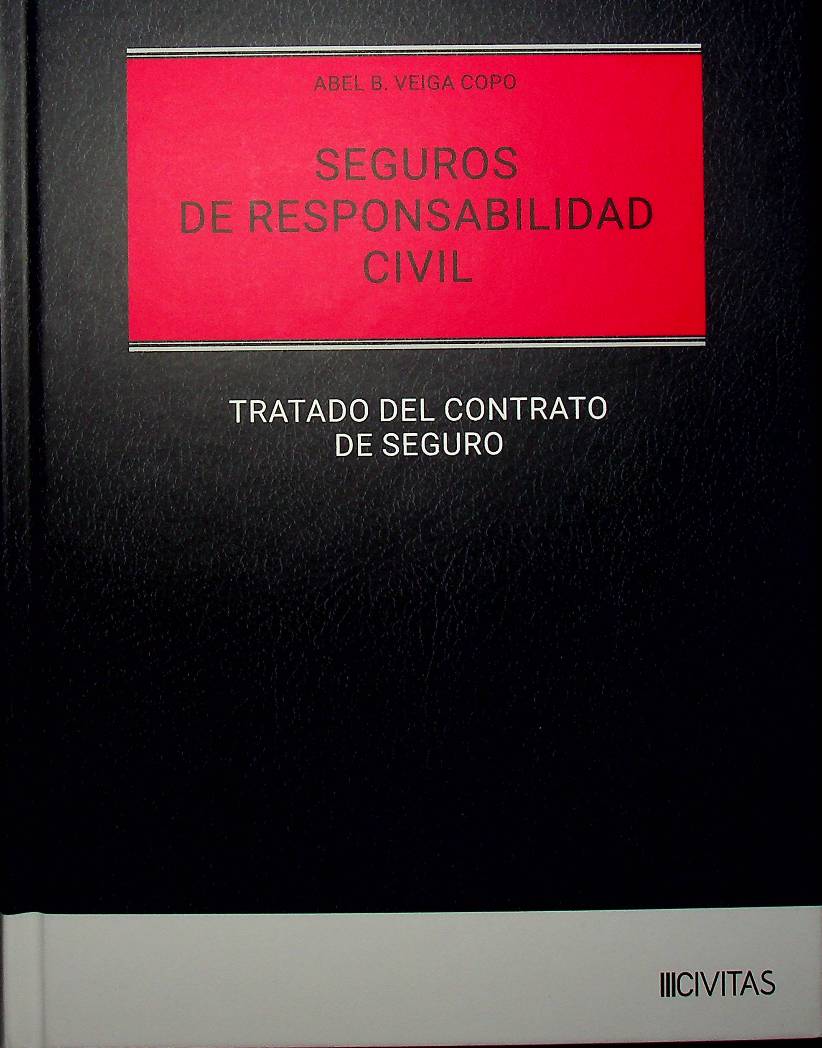 ABEL B. VEIGA COPO
SEGUROS
DE RESPONSABILIDAD
CIVIL
TRATADO DEL CONTRATO
DE SEGURO
CIVITAS